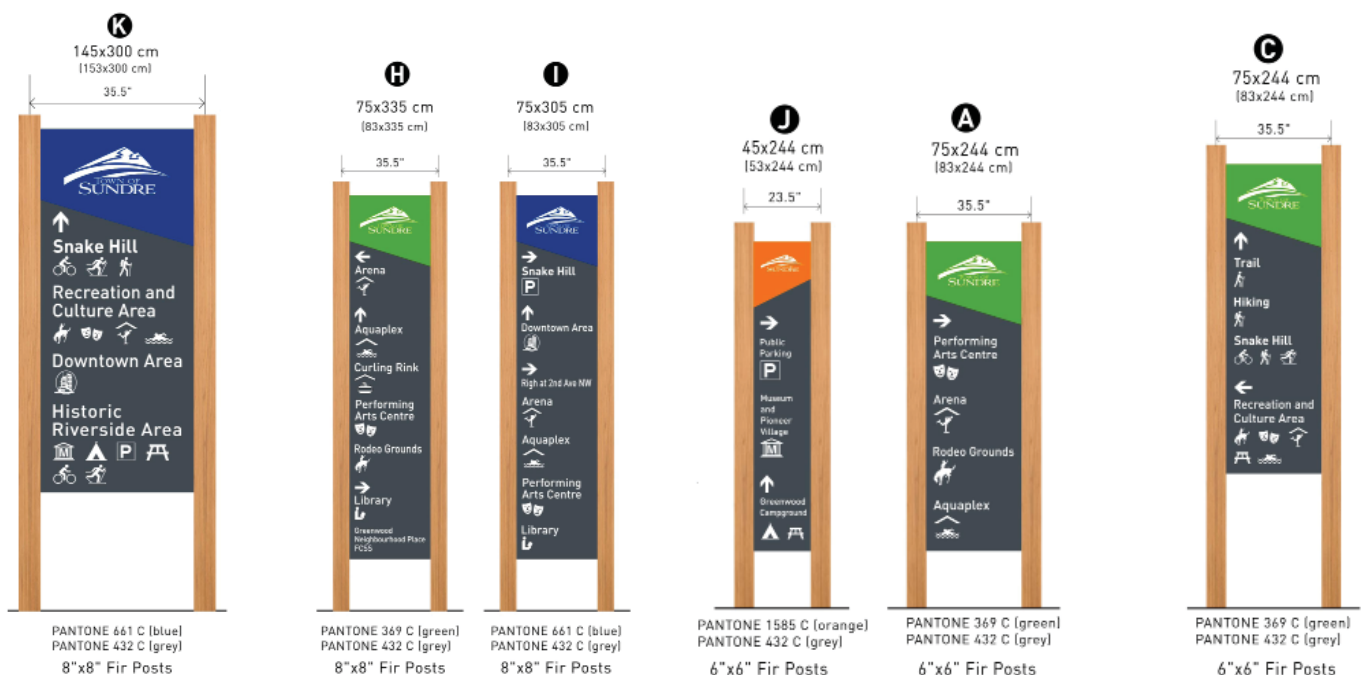 K
145x300 cm
(153x300 cm)
35.5"
TOWN OF
SUNDRE
Snake Hill
Recreation and
Culture Area
Downtown Area
Historic
Riverside Area
M
P
PANTONE 661 C (blue)
PANTONE 432 C (grey)
8"x8" Fir Posts
H
75x335 cm
(83x335 cm)
35.5"
TOWN OF
SUNDRE
Arena
Aquaplex
Curling Rink
Performing
Arts Centre
Rodeo Grounds
Library
Greenwood
Neighbourhood Place
FCSS
PANTONE 369 C (green)
PANTONE 432 C (grey)
8"x8" Fir Posts
I
75x305 cm
(83x305 cm)
35.5"
TOWN OF
SUNDRE
Snake Hill
P
Downtown Area
Righ at 2nd Ave NW
Arena
Aquaplex
Performing
Arts Centre
Library
PANTONE 661 C (blue)
PANTONE 432 C (grey)
8"x8" Fir Posts
J
45x244 cm
(53x244 cm)
23.5"
SUNDRE
Public
Parking
P
Museum
and
Pioneer
Village
M
Greenwood
Campground
PANTONE 1585 C (orange)
PANTONE 432 C (grey)
6"x6" Fir Posts
A
75x244 cm
(83x244 cm)
35.5"
TOWN OF
SUNDRE
Performing
Arts Centre
Arena
Rodeo Grounds
Aquaplex
PANTONE 369 C (green)
PANTONE 432 C (grey)
6"x6" Fir Posts
C
75x244 cm
(83x244 cm)
35.5"
TOWN OF
SUNDRE
Trail
Hiking
Snake Hill
Recreation and
Culture Area
PANTONE 369 C (green)
PANTONE 432 C (grey)
6"x6" Fir Posts